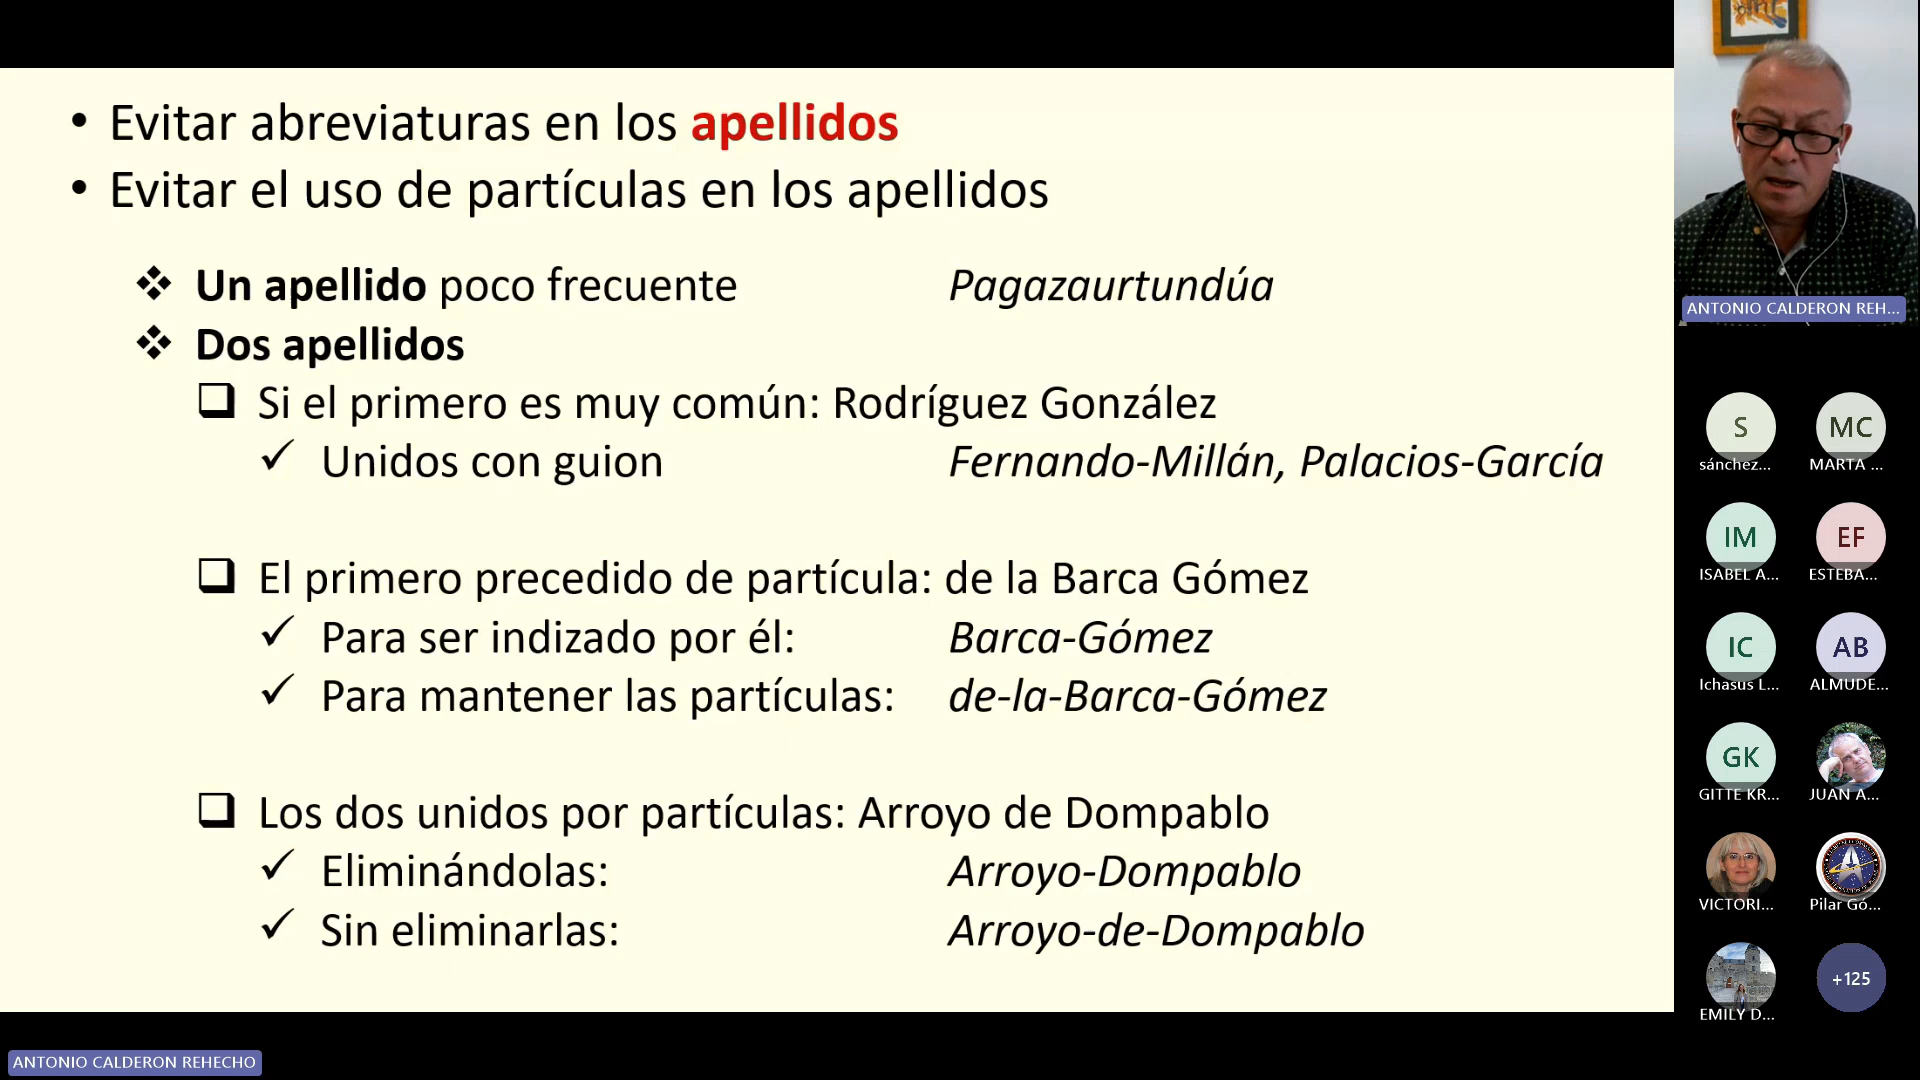 • Evitar abreviaturas en los apellidos
• Evitar el uso de partículas en los apellidos
❖ Un apellido poco frecuente Pagazaurtundúa
❖ Dos apellidos
❑ Si el primero es muy común: Rodríguez González
✓ Unidos con guion Fernando-Millán, Palacios-García
❑ El primero precedido de partícula: de la Barca Gómez
✓ Para ser indizado por él: Barca-Gómez
✓ Para mantener las partículas: de-la-Barca-Gómez
❑ Los dos unidos por partículas: Arroyo de Dompablo
✓ Eliminándolas: Arroyo-Dompablo
✓ Sin eliminarlas: Arroyo-de-Dompablo
ANTONIO CALDERON REH...
S MC
sánchez... MARTA ...
IM EF
ISABEL A... ESTEBA...
IC AB
Ichasus L... ALMUDE...
GK
GITTE KR... JUAN A...
VICTORI... Pilar Gó...
+125
EMILY D...
ANTONIO CALDERON REHECHO